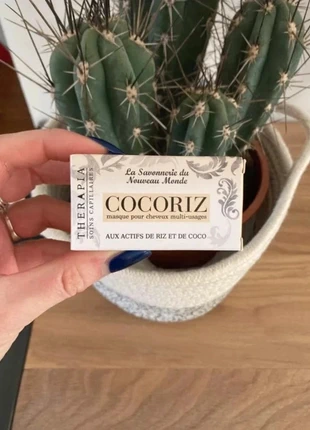 THERAPIA
SOINS CAPILLAIRES
La Savonnerie du
Nouveau Monde
COCORIZ
masque pour cheveux multi-usages
AUX ACTIFS DE RIZ ET DE COCO